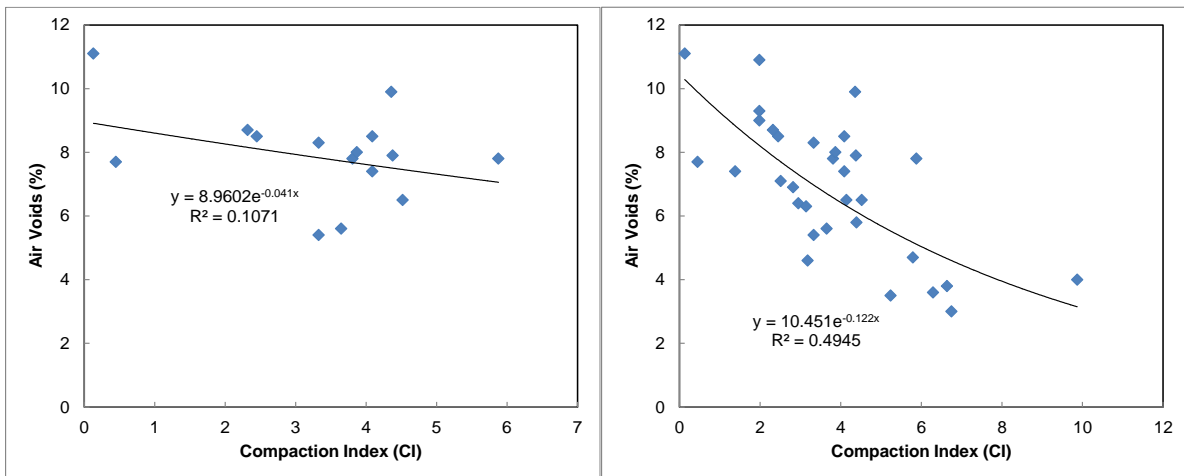 12
10
8
6
4
2
0
Air Voids (%)
y = 8.9602e^-0.041x
R² = 0.1071
0 1 2 3 4 5 6 7
Compaction Index (CI)
12
10
8
6
4
2
0
Air Voids (%)
y = 10.451e^-0.122x
R² = 0.4945
0 2 4 6 8 10 12
Compaction Index (CI)